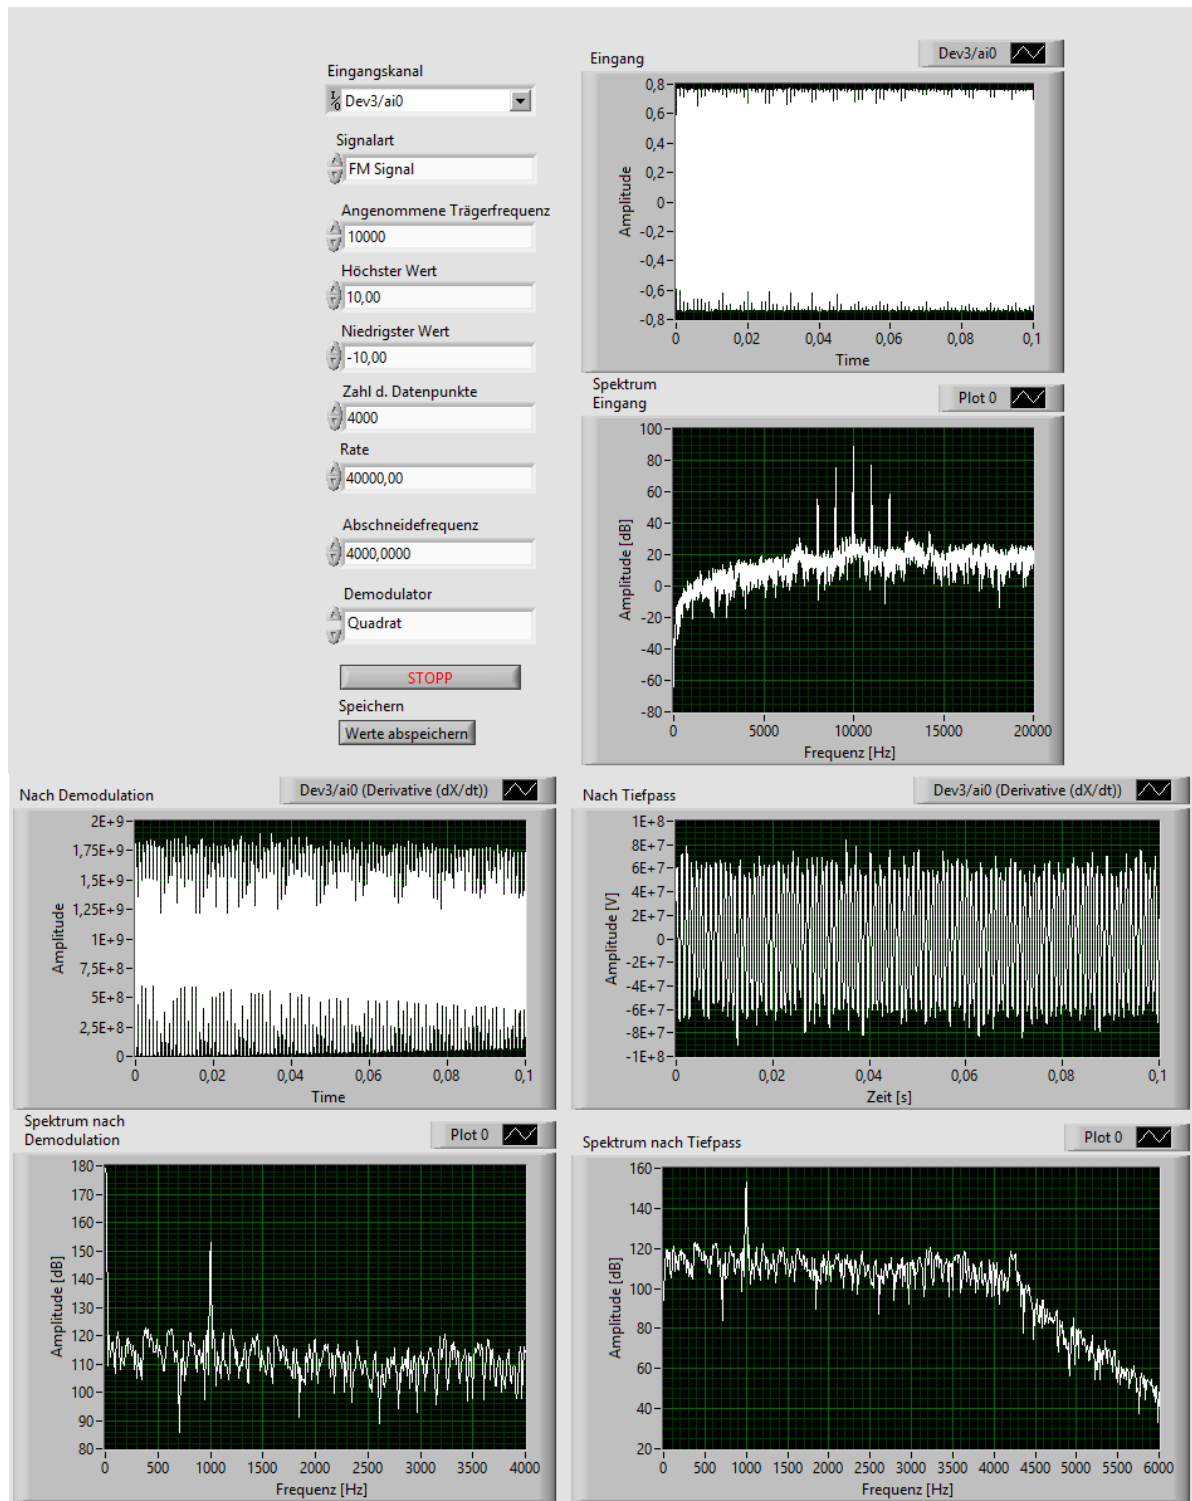 Eingangskanal
Dev3/ai0
Signalart
FM Signal
Angenommene Trägerfrequenz
10000
Höchster Wert
10,00
Niedrigster Wert
-10,00
Zahl d. Datenpunkte
4000
Rate
40000,00
Abschneidefrequenz
4000,0000
Demodulator
Quadrat
STOPP
Speichern
Werte abspeichern
Eingang
Dev3/ai0
Amplitude
0,8
0,6
0,4
0,2
0
-0,2
-0,4
-0,6
-0,8
0 0,02 0,04 0,06 0,08 0,1
Time
Spektrum
Eingang
Plot 0
Amplitude [dB]
100
80
60
40
20
0
-20
-40
-60
-80
0 5000 10000 15000 20000
Frequenz [Hz]
Nach Demodulation
Dev3/ai0 (Derivative (dX/dt))
Amplitude
2E+9
1,75E+9
1,5E+9
1,25E+9
1E+9
7,5E+8
5E+8
2,5E+8
0
0 0,02 0,04 0,06 0,08 0,1
Time
Nach Tiefpass
Dev3/ai0 (Derivative (dX/dt))
Amplitude [V]
1E+8
8E+7
6E+7
4E+7
2E+7
0
-2E+7
-4E+7
-6E+7
-8E+7
-1E+8
0 0,02 0,04 0,06 0,08 0,1
Zeit [s]
Spektrum nach
Demodulation
Plot 0
Amplitude [dB]
180
170
160
150
140
130
120
110
100
90
80
0 500 1000 1500 2000 2500 3000 3500 4000
Frequenz [Hz]
Spektrum nach Tiefpass
Plot 0
Amplitude [dB]
160
140
120
100
80
60
40
20
0 500 1000 1500 2000 2500 3000 3500 4000 4500 5000 5500 6000
Frequenz [Hz]